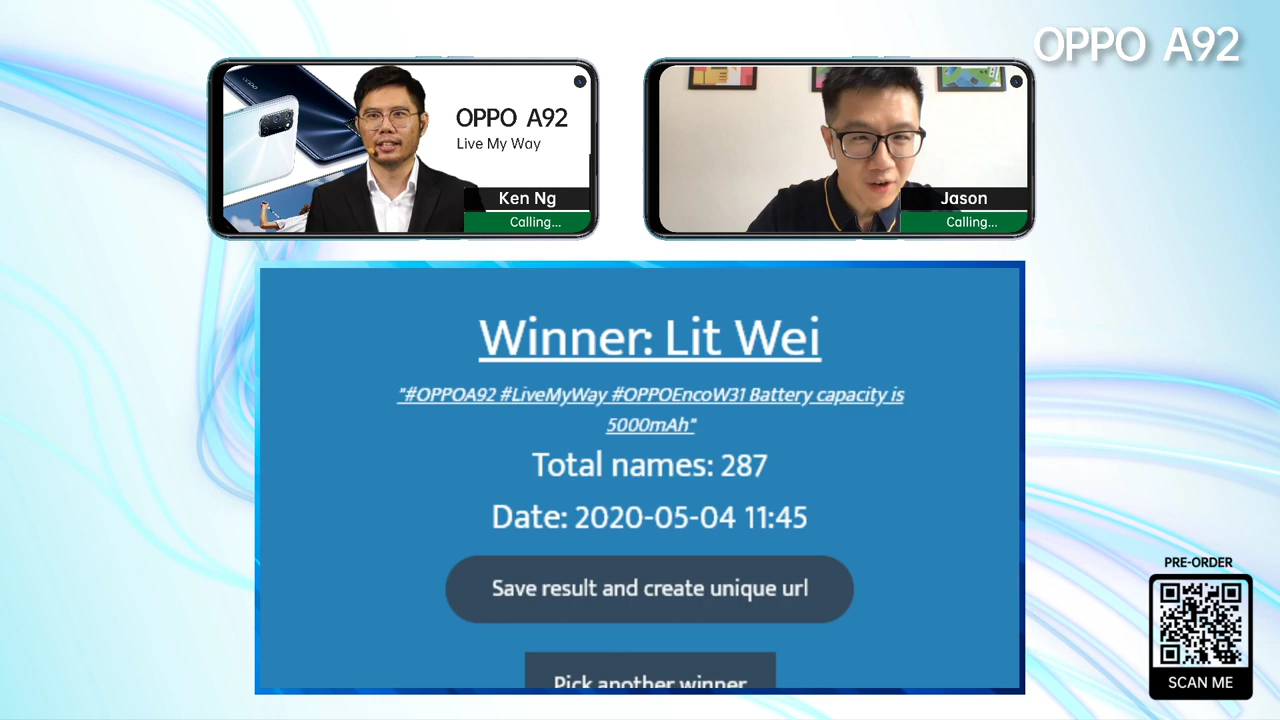 OPPO A92
OPPO A92
Live My Way
Ken Ng
Calling...
Jason
Calling...
Winner: Lit Wei
"#OPPOA92 #LiveMyWay #OPPOEncoW31 Battery capacity is
5000mAh"
Total names: 287
Date: 2020-05-04 11:45
Save result and create unique url
Pick another winner
PRE-ORDER
SCAN ME